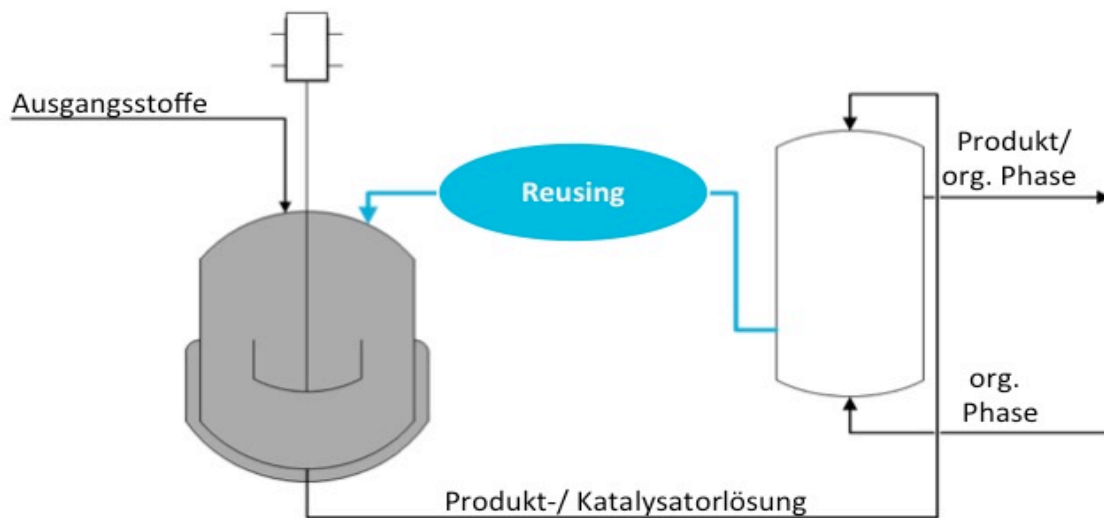 Ausgangsstoffe
Reusing
Produkt/
org. Phase
org.
Phase
Produkt-/ Katalysatorlösung